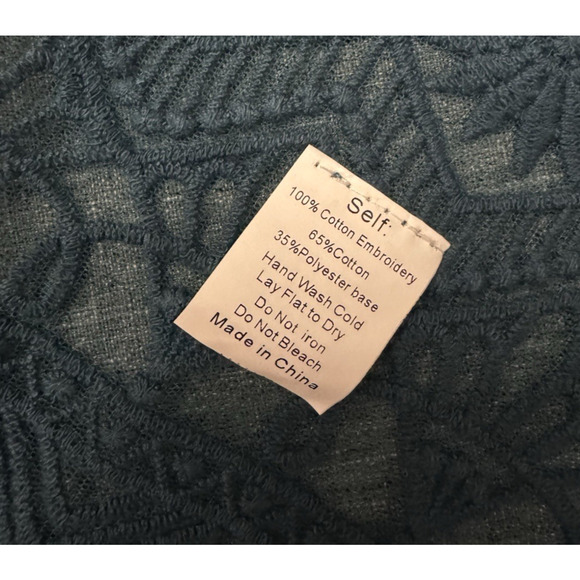 Self:
100% Cotton Embroidery
65%Cotton
35%Polyester base
Hand Wash Cold
Lay Flat to Dry
Do Not iron
Do Not Bleach
Made in China